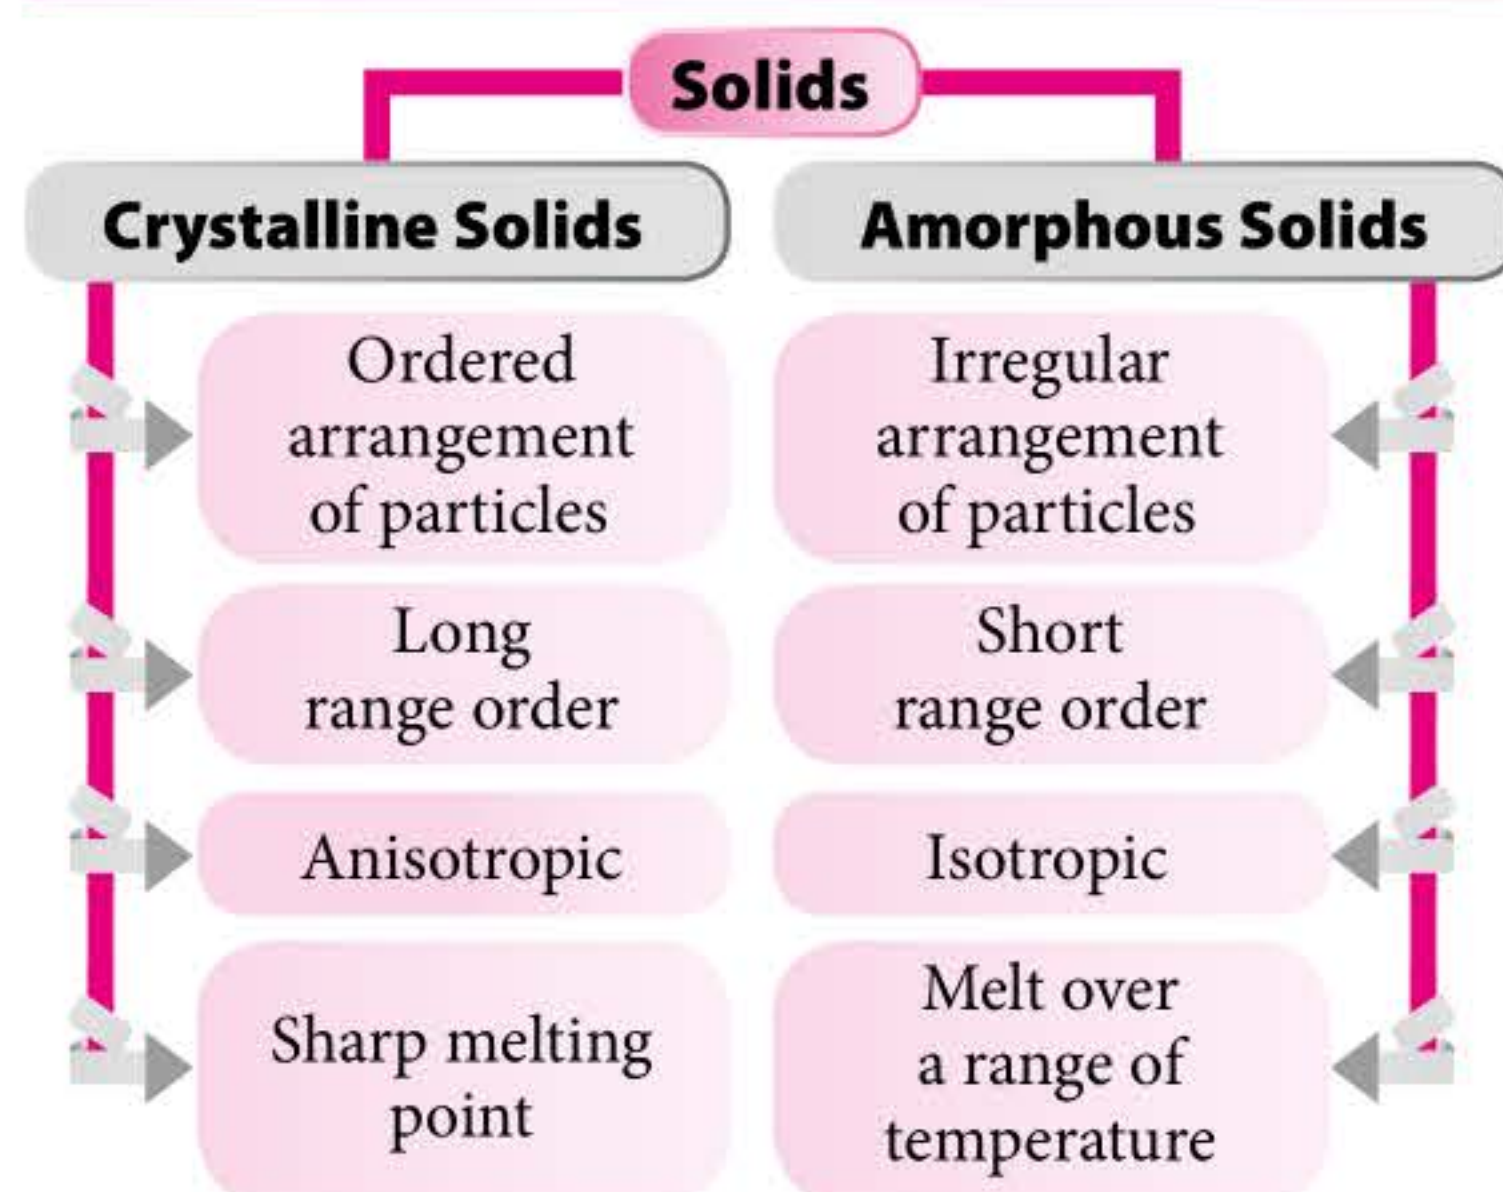 Solids
Crystalline Solids
Ordered
arrangement
of particles
Long
range order
Anisotropic
Sharp melting
point
Amorphous Solids
Irregular
arrangement
of particles
Short
range order
Isotropic
Melt over
a range of
temperature